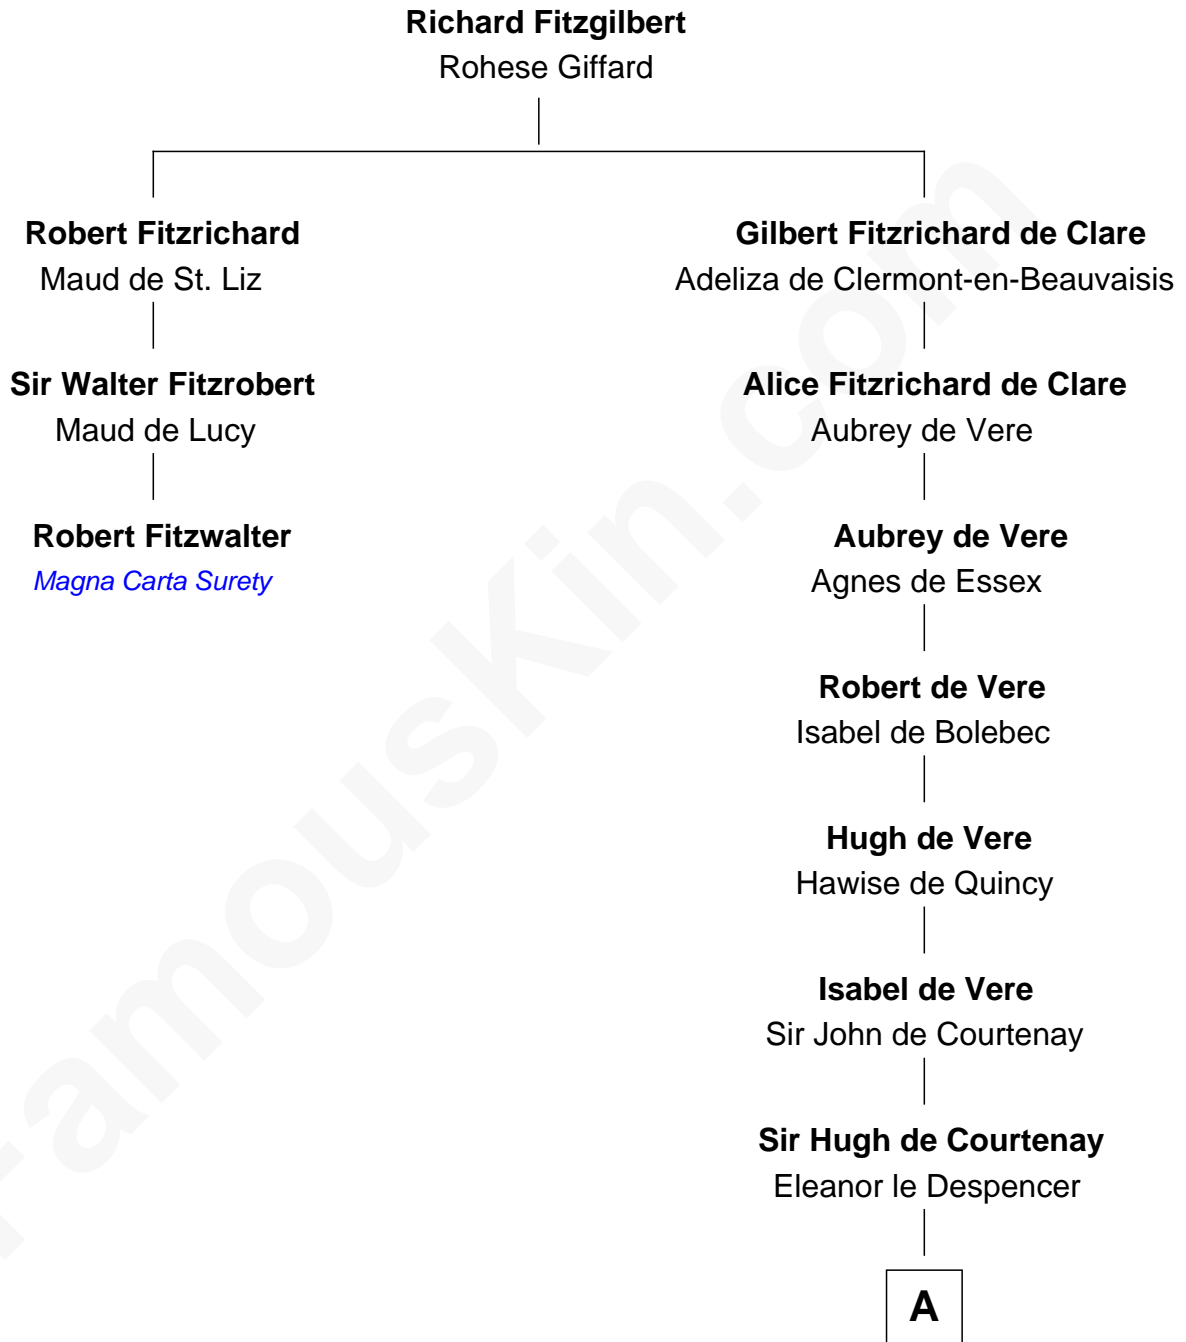 Richard Fitzgilbert
Rohese Giffard
Robert Fitzrichard
Maud de St. Liz
Gilbert Fitzrichard de Clare
Adeliza de Clermont-en-Beauvaisis
Sir Walter Fitzrobert
Maud de Lucy
Alice Fitzrichard de Clare
Aubrey de Vere
Robert Fitzwalter
Magna Carta Surety
Aubrey de Vere
Agnes de Essex
Robert de Vere
Isabel de Bolebec
Hugh de Vere
Hawise de Quincy
Isabel de Vere
Sir John de Courtenay
Sir Hugh de Courtenay
Eleanor le Despencer
A
FamousKin.com